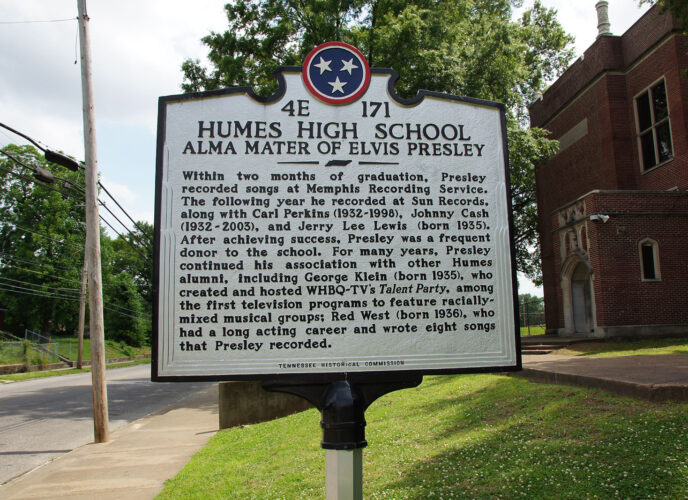 4E 171
HUMES HIGH SCHOOL
ALMA MATER OF ELVIS PRESLEY
Within two months of graduation, Presley
recorded songs at Memphis Recording Service.
The following year he recorded at Sun Records,
along with Carl Perkins (1932-1998), Johnny Cash
(1932-2003), and Jerry Lee Lewis (born 1935).
After achieving success, Presley was a frequent
donor to the school. For many years, Presley
continued his association with other Humes
alumni, including George Klein (born 1935), who
created and hosted WHBQ-TV's Talent Party, among
the first television programs to feature racially-
mixed musical groups; Red West (born 1936), who
had a long acting career and wrote eight songs
that Presley recorded.
TENNESSEE HISTORICAL COMMISSION